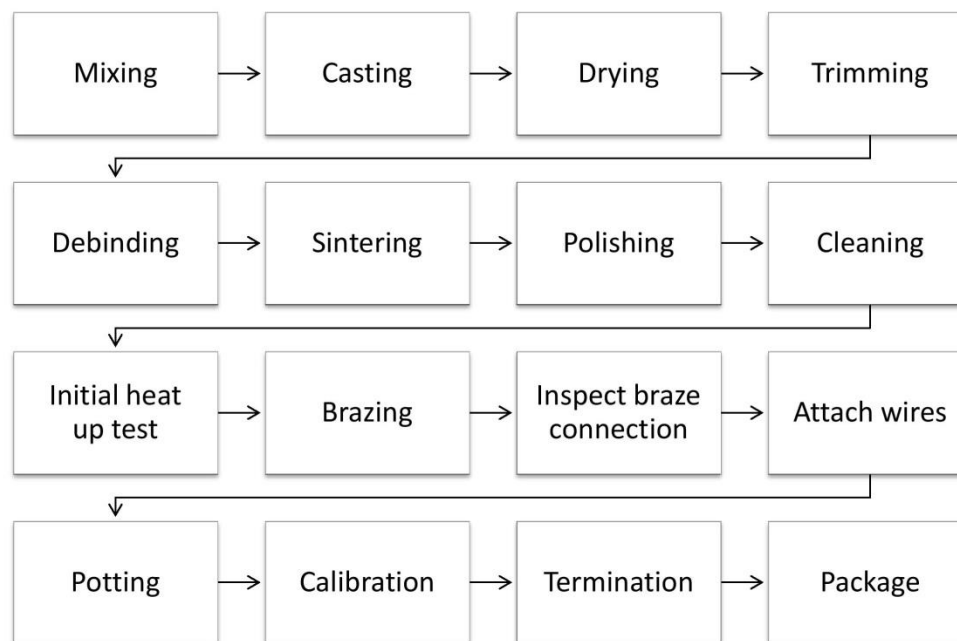 Mixing
Casting
Drying
Trimming
Debinding
Sintering
Polishing
Cleaning
Initial heat
up test
Brazing
Inspect braze
connection
Attach wires
Potting
Calibration
Termination
Package